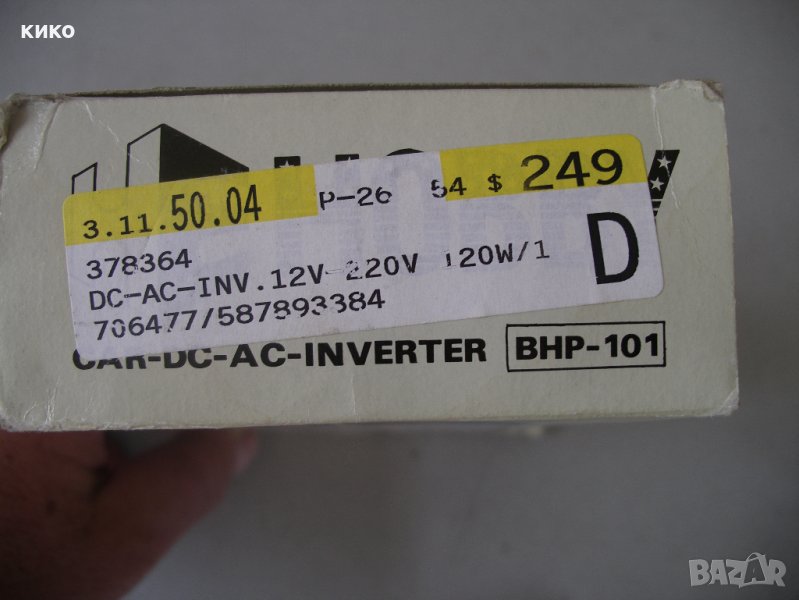 кико
3.11.50.04 P-26 54 $ 249
378364
DC-AC-INV.12V-220V 120W/1 D
706477/587893384
CAR-DC-AC-INVERTER BHP-101
BAZAR